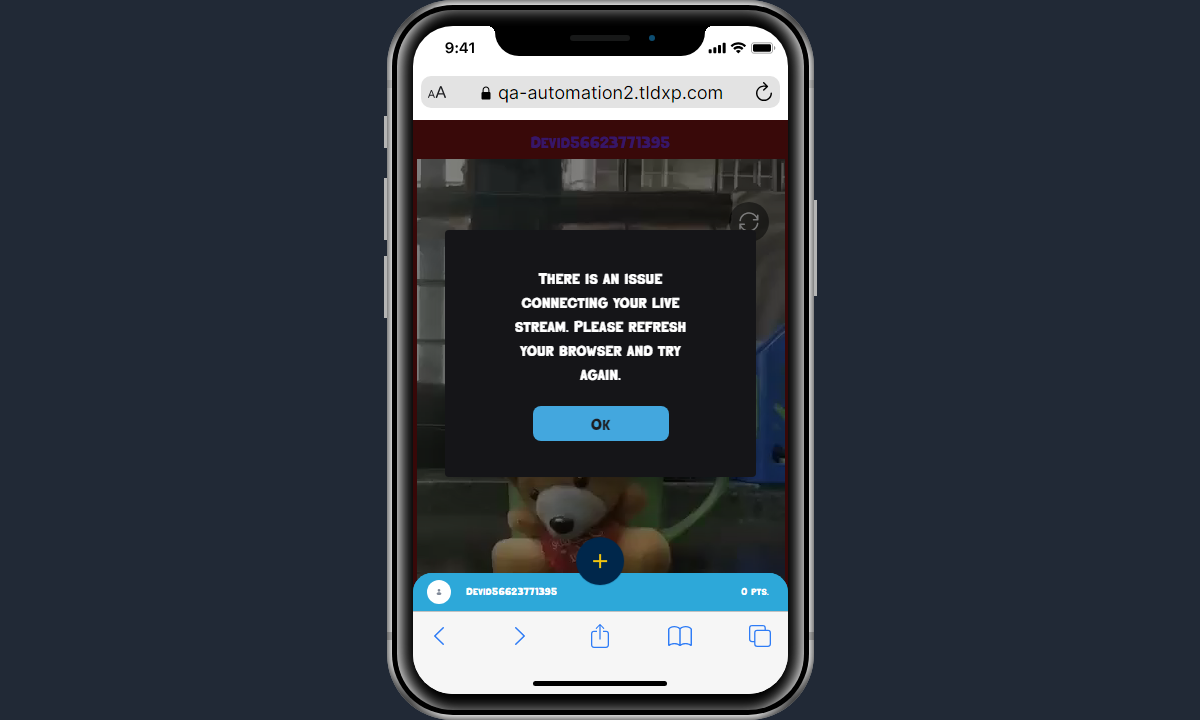 9:41
AA
qa-automation2.tldxp.com
Devid56623771395
There is an issue
connecting your live
stream. Please refresh
your browser and try
again.
Ok
+
Devid56623771395
0 pts.